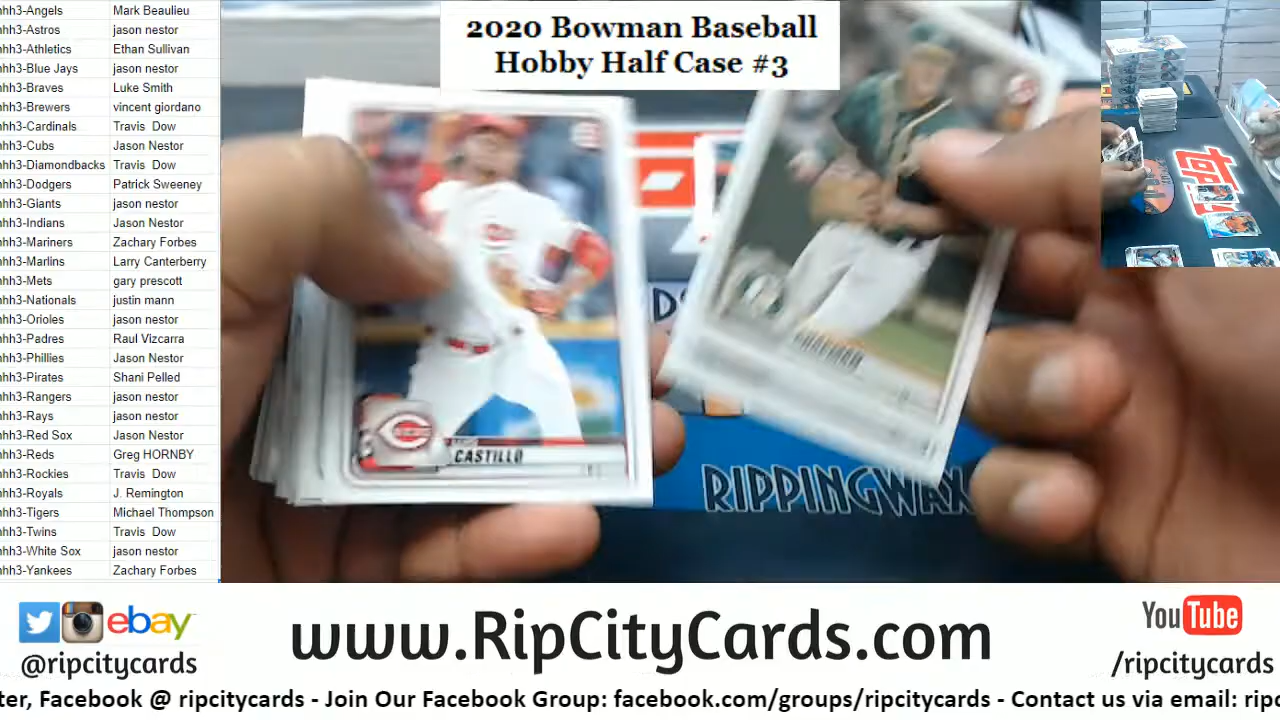 2020 Bowman Baseball
Hobby Half Case #3
hh3-Angels Mark Beaulieu
hh3-Astros jason nestor
hh3-Athletics Ethan Sullivan
hh3-Blue Jays jason nestor
hh3-Braves Luke Smith
hh3-Brewers vincent giordano
hh3-Cardinals Travis Dow
hh3-Cubs Jason Nestor
hh3-Diamondbacks Travis Dow
hh3-Dodgers Patrick Sweeney
hh3-Giants jason nestor
hh3-Indians Jason Nestor
hh3-Mariners Zachary Forbes
hh3-Marlins Larry Canterberry
hh3-Mets gary prescott
hh3-Nationals justin mann
hh3-Orioles jason nestor
hh3-Padres Raul Vizcarra
hh3-Phillies Jason Nestor
hh3-Pirates Shani Pelled
hh3-Rangers jason nestor
hh3-Rays jason nestor
hh3-Red Sox Jason Nestor
hh3-Reds Greg HORNBY
hh3-Rockies Travis Dow
hh3-Royals J. Remington
hh3-Tigers Michael Thompson
hh3-Twins Travis Dow
hh3-White Sox jason nestor
hh3-Yankees Zachary Forbes
CASTILLO
RIPPINGWAX
ebay
@ripcitycards
www.RipCityCards.com
YouTube
/ripcitycards
ter, Facebook @ ripcitycards - Join Our Facebook Group: facebook.com/groups/ripcitycards - Contact us via email: ripc